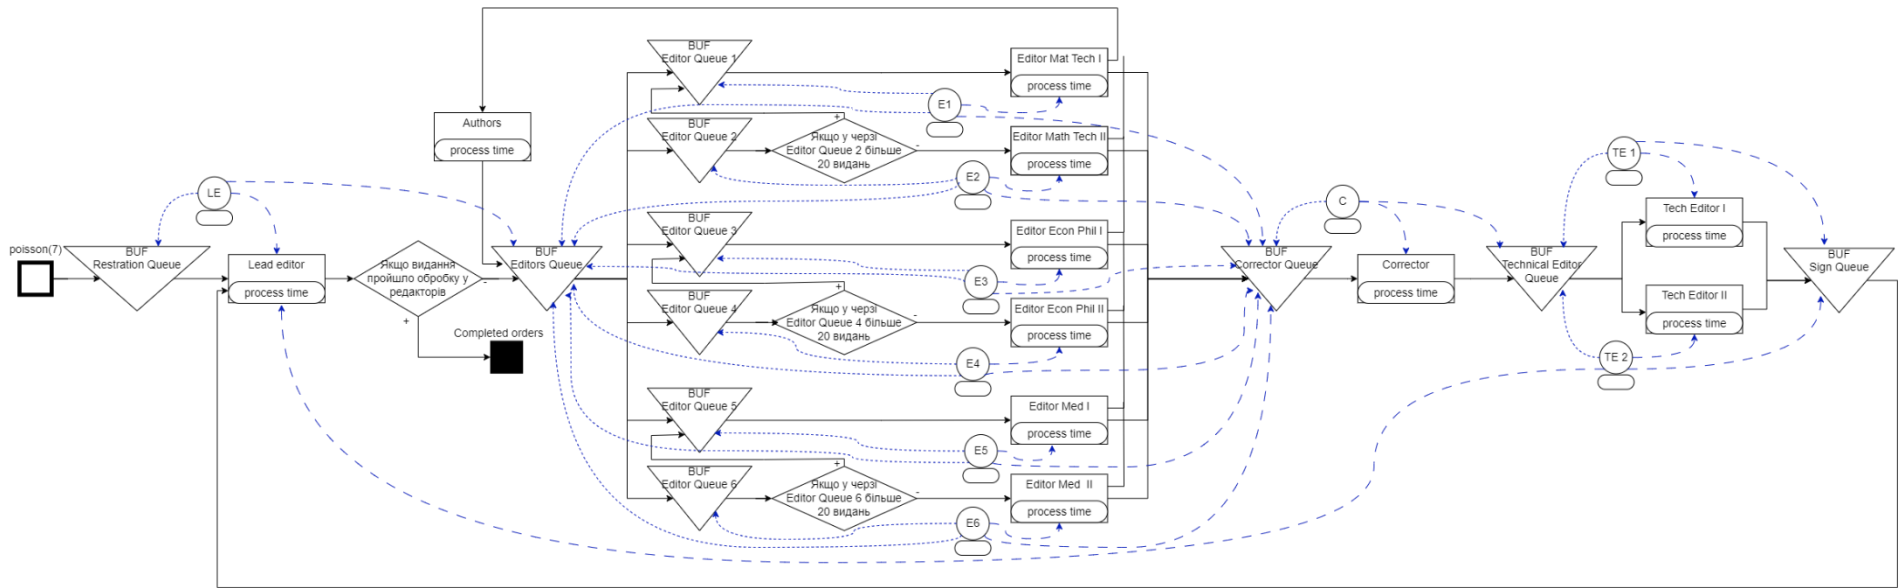 poisson(7)
BUF
Restration Queue
LE
Lead editor
process time
Якщо видання
пройшло обробку у
редакторів
-
+
Completed orders
Authors
process time
BUF
Editors Queue
BUF
Editor Queue 1
BUF
Editor Queue 2
Якщо у черзі
Editor Queue 2 більше
20 видань
+
-
BUF
Editor Queue 3
BUF
Editor Queue 4
Якщо у черзі
Editor Queue 4 більше
20 видань
+
-
BUF
Editor Queue 5
BUF
Editor Queue 6
Якщо у черзі
Editor Queue 6 більше
20 видань
+
-
E1
E2
E3
E4
E5
E6
Editor Mat Tech I
process time
Editor Math Tech II
process time
Editor Econ Phil I
process time
Editor Econ Phil II
process time
Editor Med I
process time
Editor Med II
process time
BUF
Corrector Queue
C
Corrector
process time
BUF
Technical Editor
Queue
TE 1
TE 2
Tech Editor I
process time
Tech Editor II
process time
BUF
Sign Queue